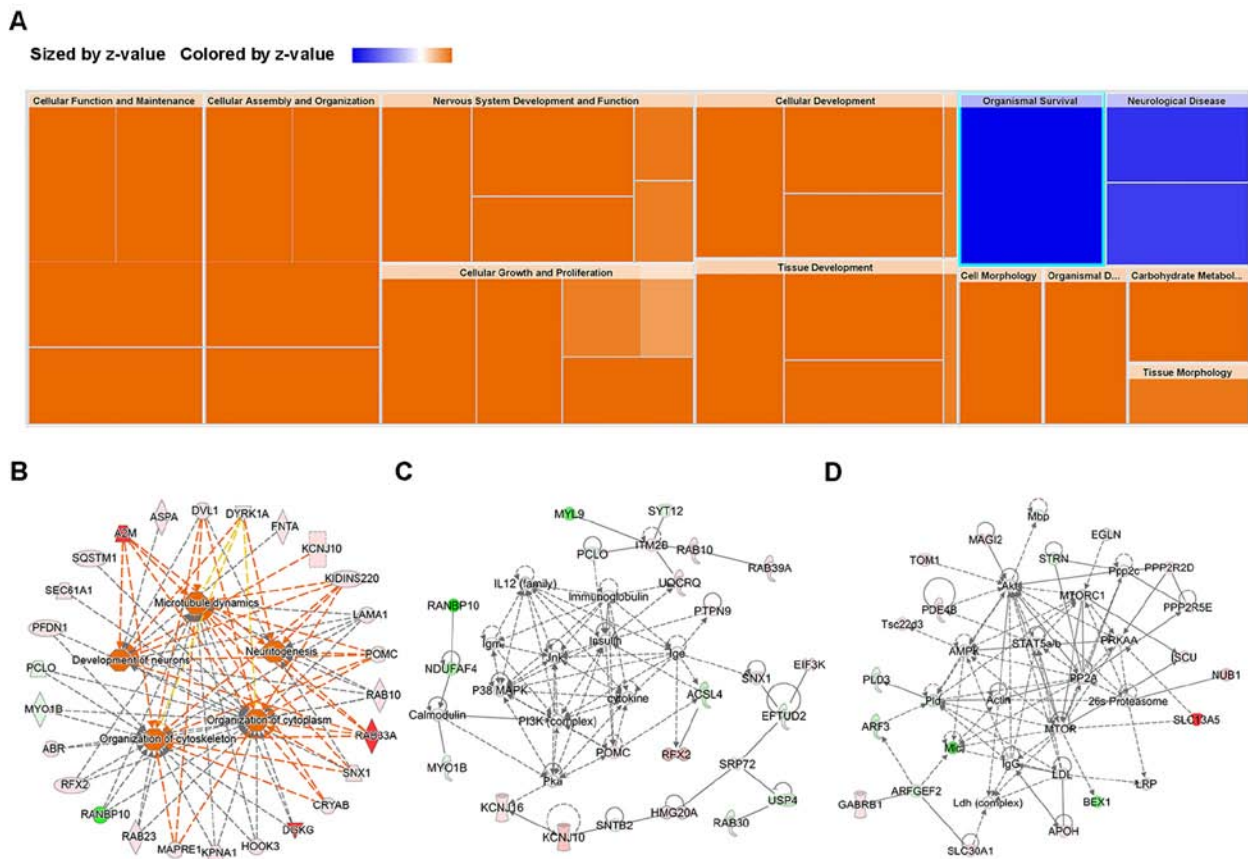 A
Sized by z-value Colored by z-value
Cellular Function and Maintenance
Cellular Assembly and Organization
Nervous System Development and Function
Cellular Development
Organismal Survival
Neurological Disease
Cellular Growth and Proliferation
Tissue Development
Cell Morphology
Organismal D...
Carbohydrate Metabol...
Tissue Morphology
B
A2M
ASPA
DVL1
DYRK1A
FNTA
KCNJ10
SQSTM1
KIDINS220
SEC61A1
Microtubule dynamics
LAMA1
PFDN1
Development of neurons
Neuritogenesis
POMC
PCLO
RAB10
MYO1B
Organization of cytoplasm
Organization of cytoskeleton
RAB33A
ABR
SNX1
RFX2
CRYAB
RANBP10
DGKG
RAB23
HOOK3
MAPRE1
KPNA1
C
MYL9
SYT12
PCLO
ITM2B
RAB10
RAB39A
IL12 (family)
UQCRQ
Immunoglobulin
RANBP10
PTPN9
Igm
Insulin
Jnk
Ige
NDUFAF4
EIF3K
SNX1
P38 MAPK
cytokine
ACSL4
Calmodulin
PI3K (complex)
EFTUD2
MYO1B
POMC
RFX2
Pka
SRP72
KCNJ16
USP4
HMG20A
SNTB2
RAB30
KCNJ10
D
Mbp
MAGI2
EGLN
STRN
TOM1
Ppp2c
PPP2R2D
Akt
MTORC1
PDE4B
PPP2R5E
Tsc22d3
STAT5a/b
PRKAA
AMPk
ISCU
PP2A
NUB1
PLD3
Pld
Actin
26s Proteasome
ARF3
MTOR
SLC13A5
IgG
LDL
LRP
ARFGEF2
GABRB1
Ldh (complex)
BEX1
APOH
SLC30A1